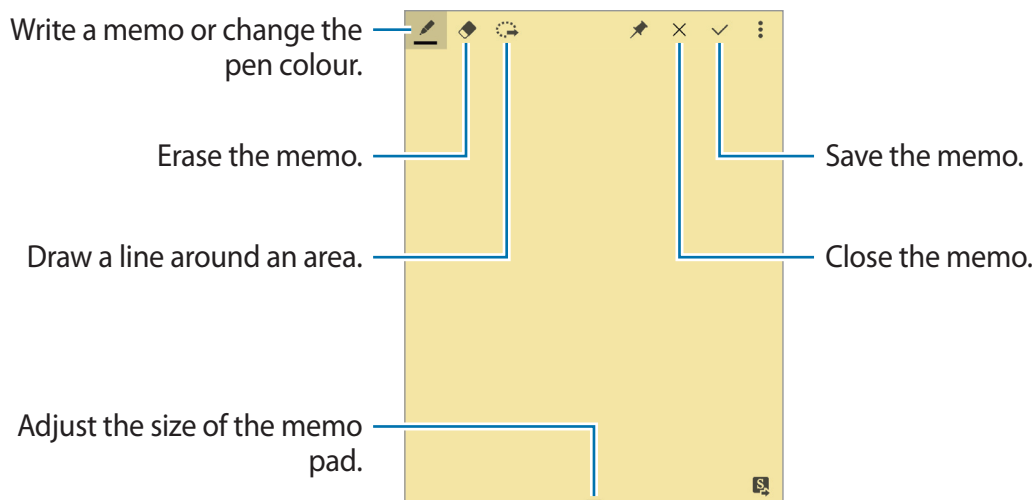 Write a memo or change the
pen colour.
Erase the memo.
Save the memo.
Draw a line around an area.
Close the memo.
Adjust the size of the memo
pad.
S